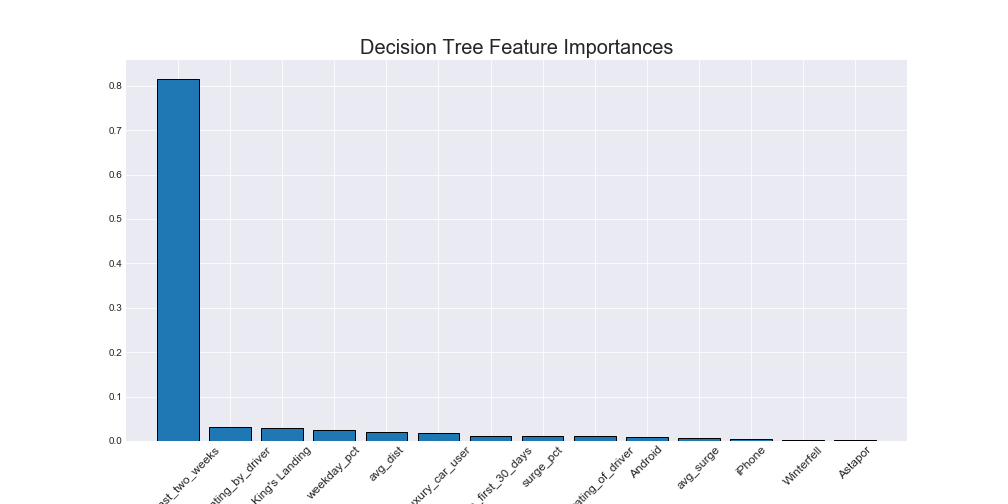 Decision Tree Feature Importances
0.8
0.7
0.6
0.5
0.4
0.3
0.2
0.1
0.0
ast_two_weeks
ating_by_driver
King's Landing
weekday_pct
avg_dist
uxury_car_user
_first_30_days
surge_pct
ating_of_driver
Android
avg_surge
iPhone
Winterfell
Astapor